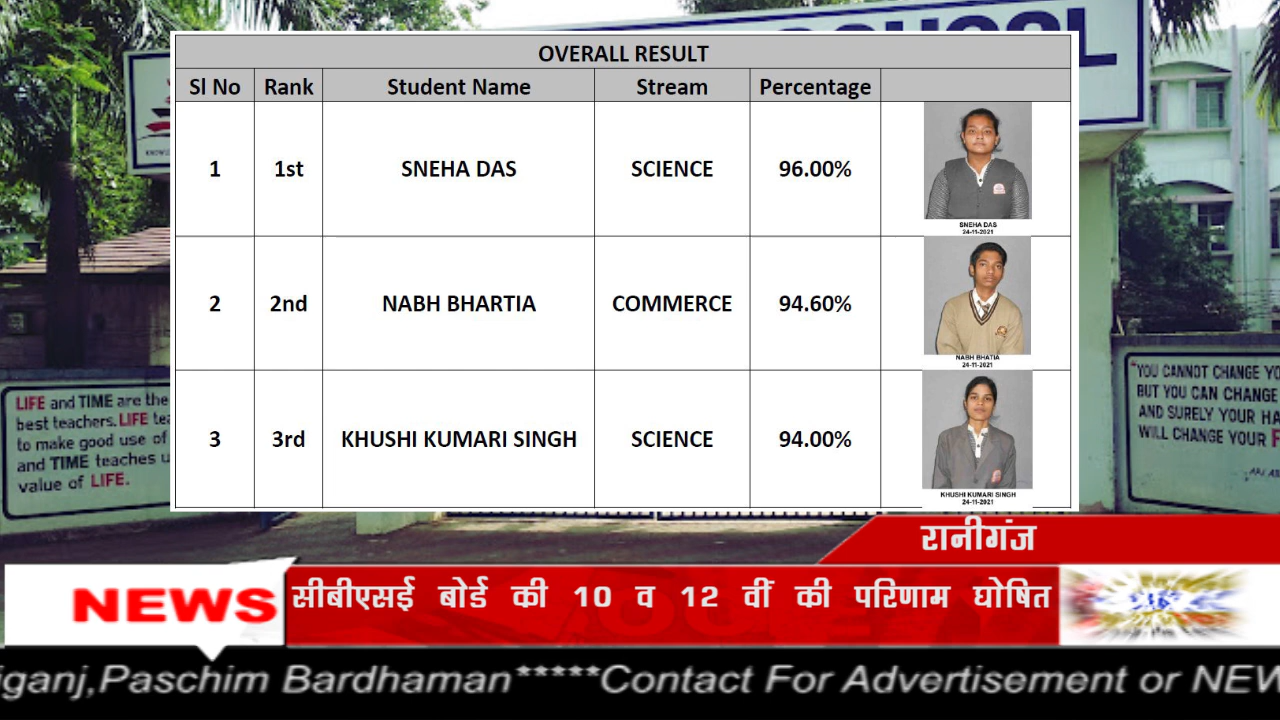 SCHOOL
OVERALL RESULT
Sl No Rank Student Name Stream Percentage
1 1st SNEHA DAS SCIENCE 96.00%
SNEHA DAS
24-11-2021
2 2nd NABH BHARTIA COMMERCE 94.60%
NABH BHATIA
24-11-2021
3 3rd KHUSHI KUMARI SINGH SCIENCE 94.00%
KHUSHI KUMARI SINGH
24-11-2021
LIFE and TIME are the
best teachers. LIFE
to make good use of
and TIME teaches
value of LIFE.
"YOU CANNOT CHANGE
BUT YOU CAN CHANGE
AND SURELY YOUR
WILL CHANGE YOUR
रानीगंज
NEWS
सीबीएसई बोर्ड की 10 व 12 वीं की परिणाम घोषित
iganj,Paschim Bardhaman*****Contact For Advertisement or NEW